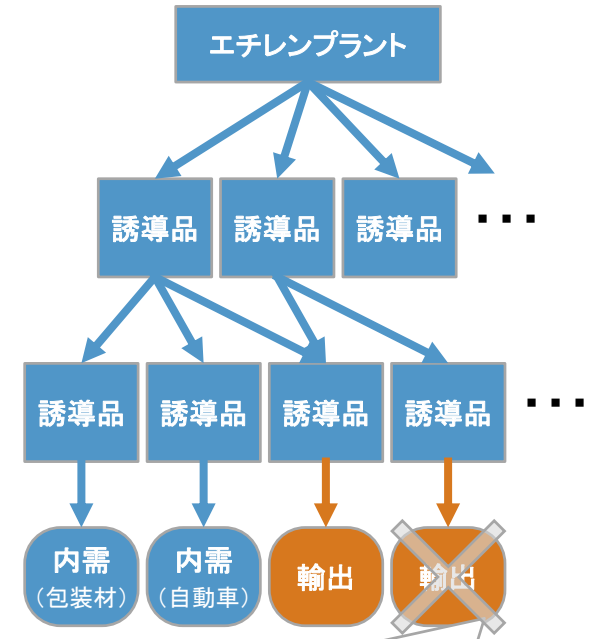 エチレンプラント
誘導品
誘導品
誘導品
・・・
誘導品
誘導品
誘導品
誘導品
・・・
内需
（包装材）
内需
（自動車）
輸出
輸出